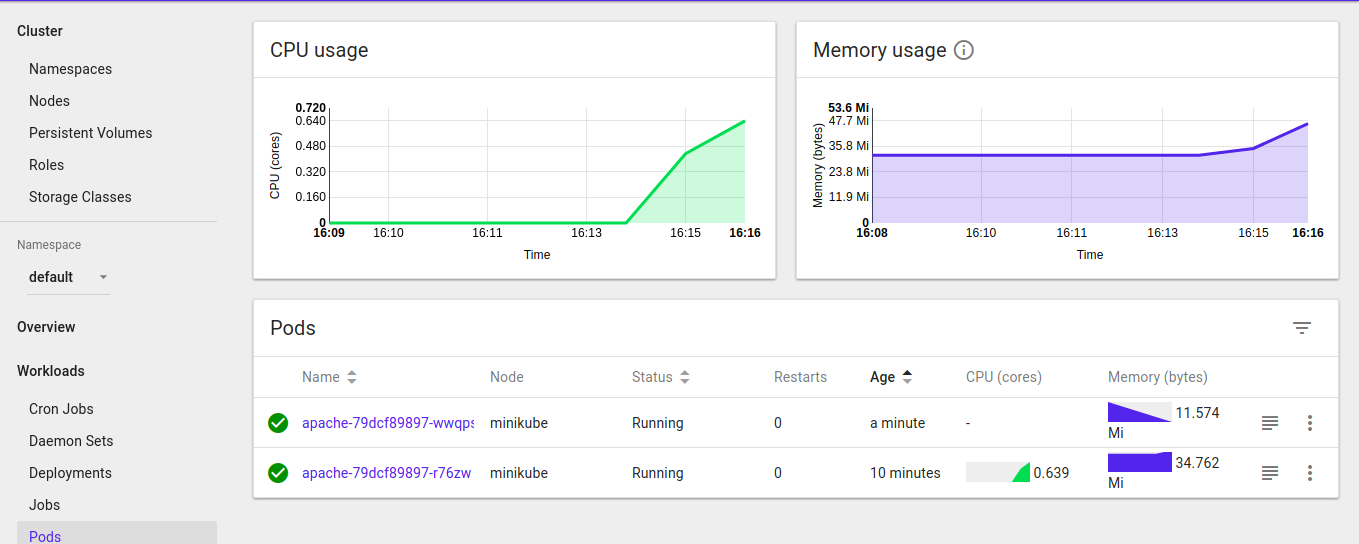 Cluster
Namespaces
Nodes
Persistent Volumes
Roles
Storage Classes
Namespace
default
Overview
Workloads
Cron Jobs
Daemon Sets
Deployments
Jobs
Pods
CPU usage
CPU (cores)
0.720
0.640
0.480
0.320
0.160
0
16:09 16:10 16:11 16:13 16:15 16:16
Time
Memory usage
Memory (bytes)
53.6 Mi
47.7 Mi
35.8 Mi
23.8 Mi
11.9 Mi
0
16:08 16:10 16:11 16:13 16:15 16:16
Time
Pods
Name Node Status Restarts Age CPU (cores) Memory (bytes)
apache-79dcf89897-wwqps minikube Running 0 a minute - 11.574
Mi
apache-79dcf89897-r76zw minikube Running 0 10 minutes 0.639 34.762
Mi